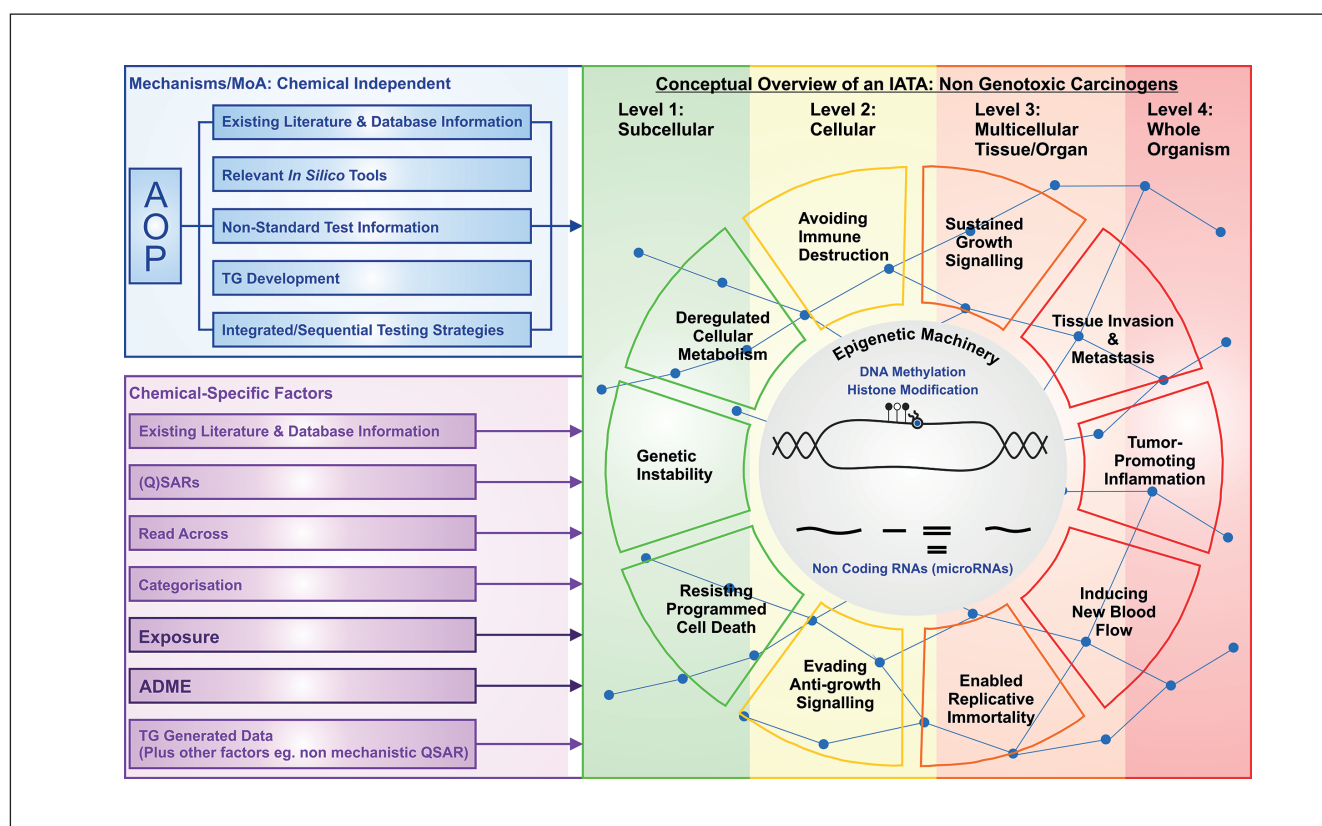 Mechanisms/MoA: Chemical Independent
AOP
Existing Literature & Database Information
Relevant In Silico Tools
Non-Standard Test Information
TG Development
Integrated/Sequential Testing Strategies
Chemical-Specific Factors
Existing Literature & Database Information
(Q)SARs
Read Across
Categorisation
Exposure
ADME
TG Generated Data
(Plus other factors eg. non mechanistic QSAR)
Conceptual Overview of an IATA: Non Genotoxic Carcinogens
Level 1:
Subcellular
Level 2:
Cellular
Level 3:
Multicellular
Tissue/Organ
Level 4:
Whole
Organism
Avoiding
Immune
Destruction
Sustained
Growth
Signalling
Deregulated
Cellular
Metabolism
Tissue Invasion
&
Metastasis
Genetic
Instability
Tumor-
Promoting
Inflammation
Resisting
Programmed
Cell Death
Inducing
New Blood
Flow
Evading
Anti-growth
Signalling
Enabled
Replicative
Immortality
Epigenetic Machinery
DNA Methylation
Histone Modification
Non Coding RNAs (microRNAs)